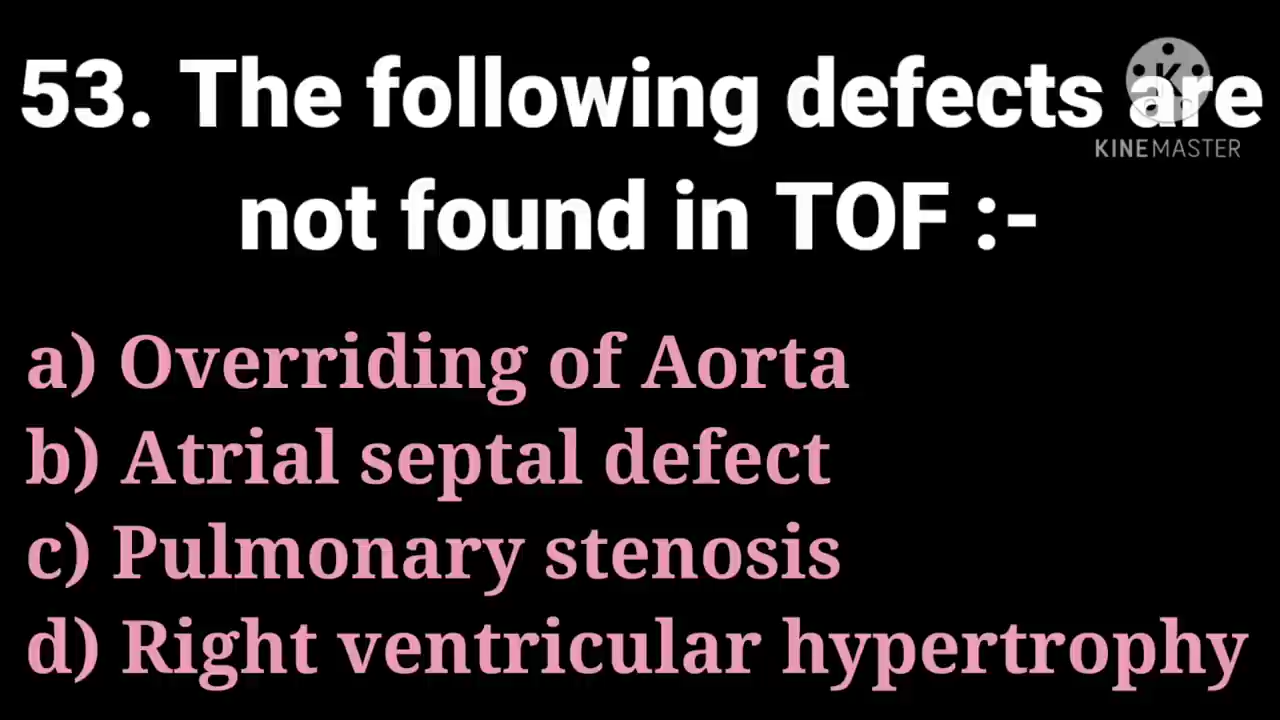 53. The following defects are
KINEMASTER
not found in TOF :-
a) Overriding of Aorta
b) Atrial septal defect
c) Pulmonary stenosis
d) Right ventricular hypertrophy